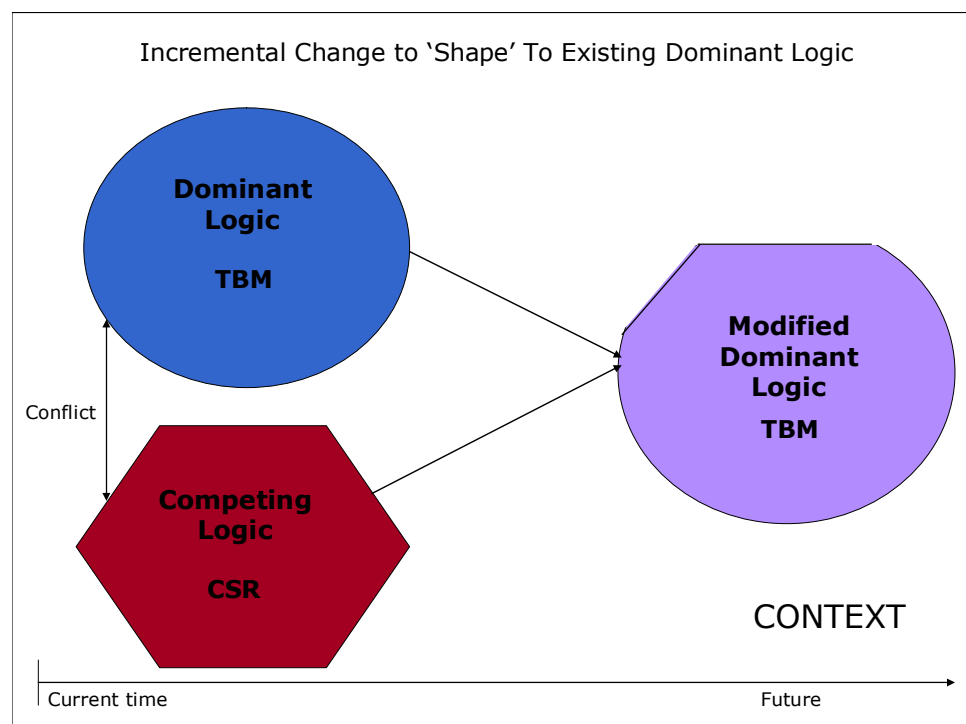 Incremental Change to ‘Shape’ To Existing Dominant Logic
Dominant
Logic
TBM
Conflict
Competing
Logic
CSR
Modified
Dominant
Logic
TBM
CONTEXT
Current time
Future